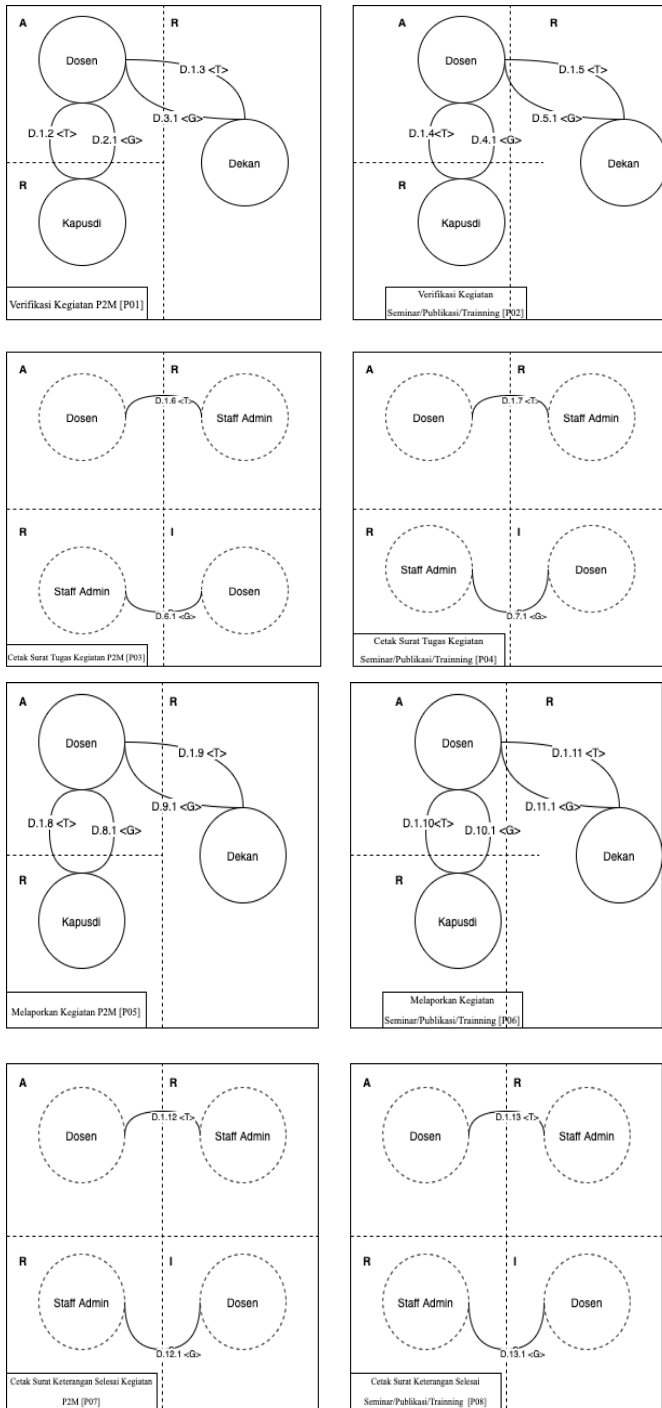 A
R
Dosen
D.1.3 <T>
D.3.1 <G>
D.1.2 <T>
D.2.1 <G>
Dekan
R
Kapusdi
Verifikasi Kegiatan P2M [P01]
A
R
Dosen
D.1.5 <T>
D.5.1 <G>
D.1.4<T>
D.4.1 <G>
Dekan
R
Kapusdi
Verifikasi Kegiatan
Seminar/Publikasi/Trainning [P02]
A
R
D.1.6 <T>
Dosen
Staff Admin
R
I
Staff Admin
Dosen
D.6.1 <G>
Cetak Surat Tugas Kegiatan P2M [P03]
A
R
D.1.7 <T>
Dosen
Staff Admin
R
I
Staff Admin
Dosen
D.7.1 <G>
Cetak Surat Tugas Kegiatan
Seminar/Publikasi/Trainning [P04]
A
R
Dosen
D.1.9 <T>
D.9.1 <G>
D.1.8 <T>
D.8.1 <G>
Dekan
R
Kapusdi
Melaporkan Kegiatan P2M [P05]
A
R
Dosen
D.1.11 <T>
D.11.1 <G>
D.1.10<T>
D.10.1 <G>
Dekan
R
Kapusdi
Melaporkan Kegiatan
Seminar/Publikasi/Trainning [P06]
A
R
D.1.12 <T>
Dosen
Staff Admin
R
I
Staff Admin
Dosen
D.12.1 <G>
Cetak Surat Keterangan Selesai Kegiatan
P2M [P07]
A
R
D.1.13 <T>
Dosen
Staff Admin
R
I
Staff Admin
Dosen
D.13.1 <G>
Cetak Surat Keterangan Selesai
Seminar/Publikasi/Trainning [P08]